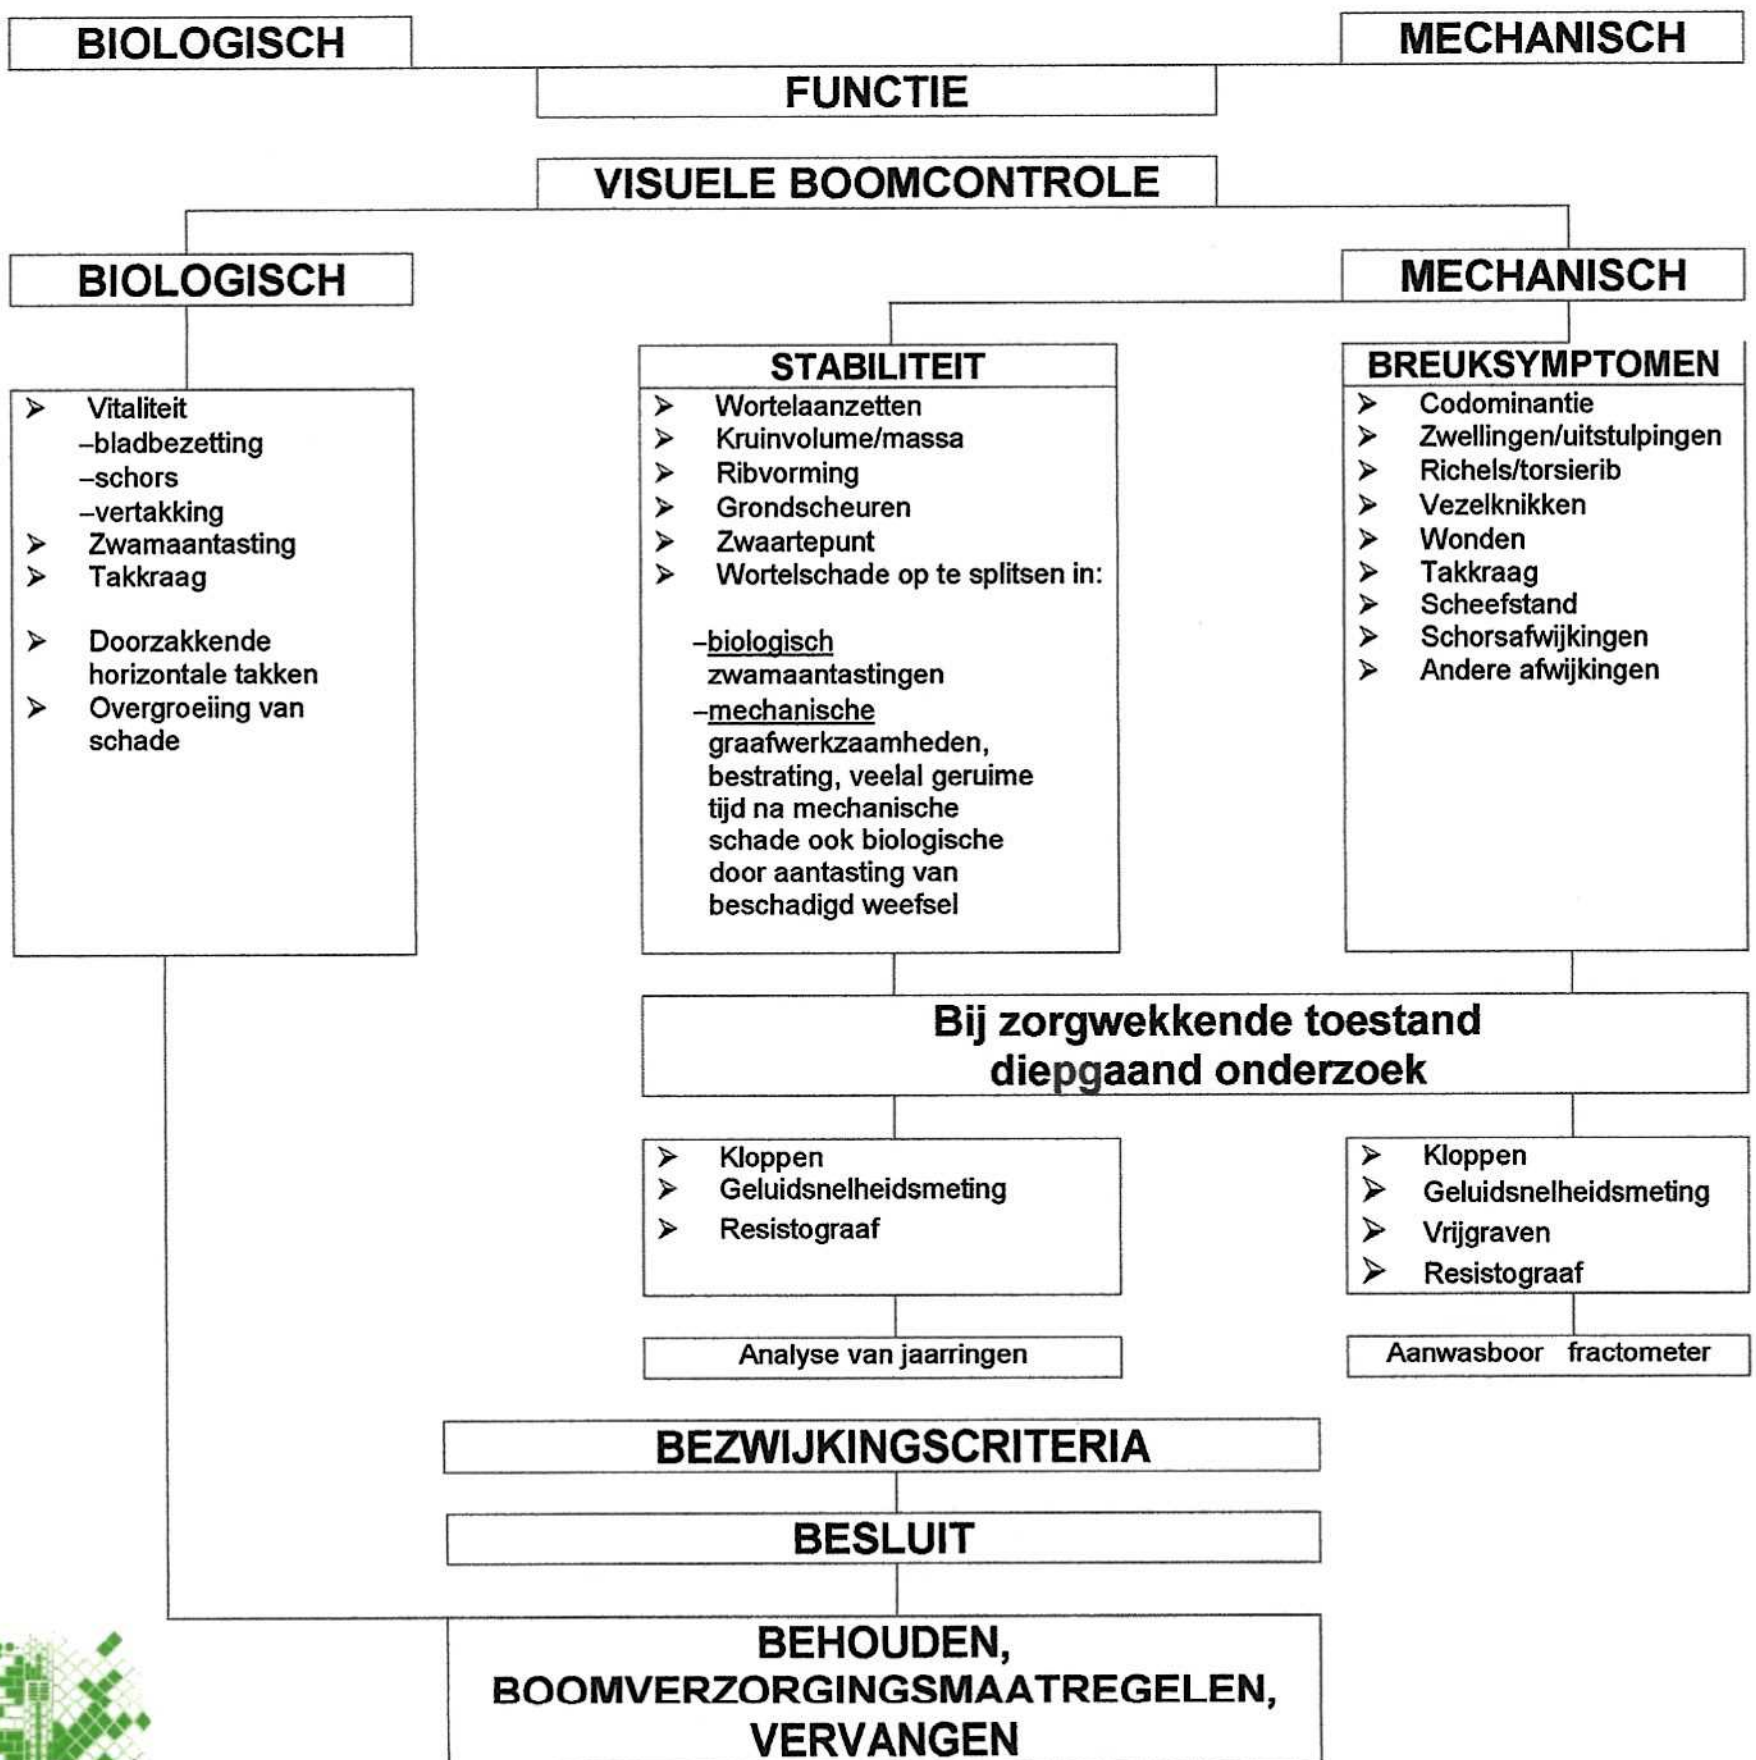 BIOLOGISCH
MECHANISCH
FUNCTIE
VISUELE BOOMCONTROLE
BIOLOGISCH
MECHANISCH
➢ Vitaliteit
–bladbezetting
–schors
–vertakking
➢ Zwamaantasting
➢ Takkraag
➢ Doorzakkende
horizontale takken
➢ Overgroeiing van
schade
STABILITEIT
➢ Wortelaanzetten
➢ Kruinvolume/massa
➢ Ribvorming
➢ Grondscheuren
➢ Zwaartepunt
➢ Wortelschade op te splitsen in:
–biologisch
zwamaantastingen
–mechanische
graafwerkzaamheden,
bestrating, veelal geruime
tijd na mechanische
schade ook biologische
door aantasting van
beschadigd weefsel
BREUKSYMPTOMEN
➢ Codominantie
➢ Zwellingen/uitstulpingen
➢ Richels/torsierib
➢ Vezelknikken
➢ Wonden
➢ Takkraag
➢ Scheefstand
➢ Schorsafwijkingen
➢ Andere afwijkingen
Bij zorgwekkende toestand
diepgaand onderzoek
➢ Kloppen
➢ Geluidsnelheidsmeting
➢ Resistograaf
➢ Kloppen
➢ Geluidsnelheidsmeting
➢ Vrijgraven
➢ Resistograaf
Analyse van jaarringen
Aanwasboor fractometer
BEZWIJKINGSCRITERIA
BESLUIT
BEHOUDEN,
BOOMVERZORGINGSMAATREGELEN,
VERVANGEN